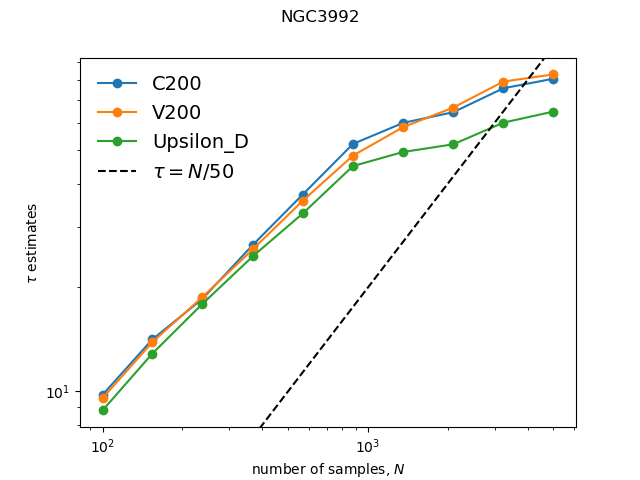 NGC3992
C200
V200
Upsilon_D
τ = N/50
τ estimates
10¹
10² 10³
number of samples, N